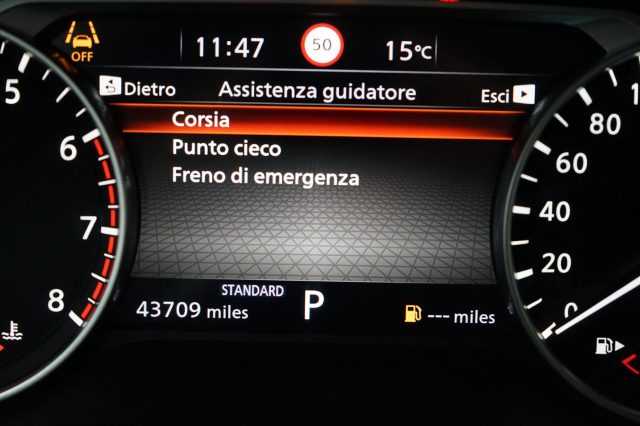 OFF
11:47
50
15°C
Dietro
Assistenza guidatore
Esci
Corsia
Punto cieco
Freno di emergenza
STANDARD
43709 miles
P
--- miles
5
6
7
8
80
60
40
20
0